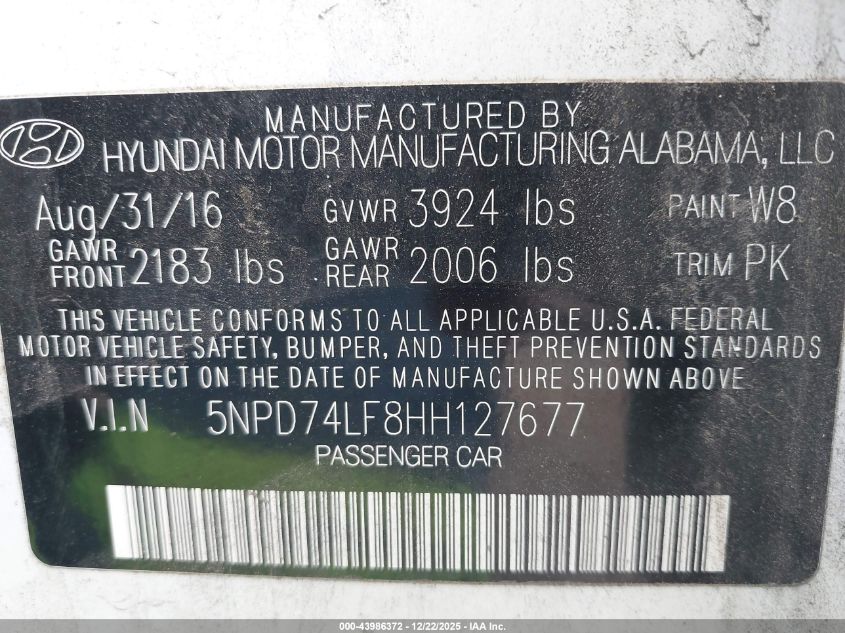 MANUFACTURED BY
HYUNDAI MOTOR MANUFACTURING ALABAMA, LLC
Aug/31/16 GVWR 3924 lbs PAINT W8
GAWR FRONT 2183 lbs GAWR REAR 2006 lbs TRIM PK
THIS VEHICLE CONFORMS TO ALL APPLICABLE U.S.A. FEDERAL
MOTOR VEHICLE SAFETY, BUMPER, AND THEFT PREVENTION STANDARDS
IN EFFECT ON THE DATE OF MANUFACTURE SHOWN ABOVE.
V.I.N 5NPD74LF8HH127677
PASSENGER CAR
000-43986372 - 12/22/2025 - IAA Inc.